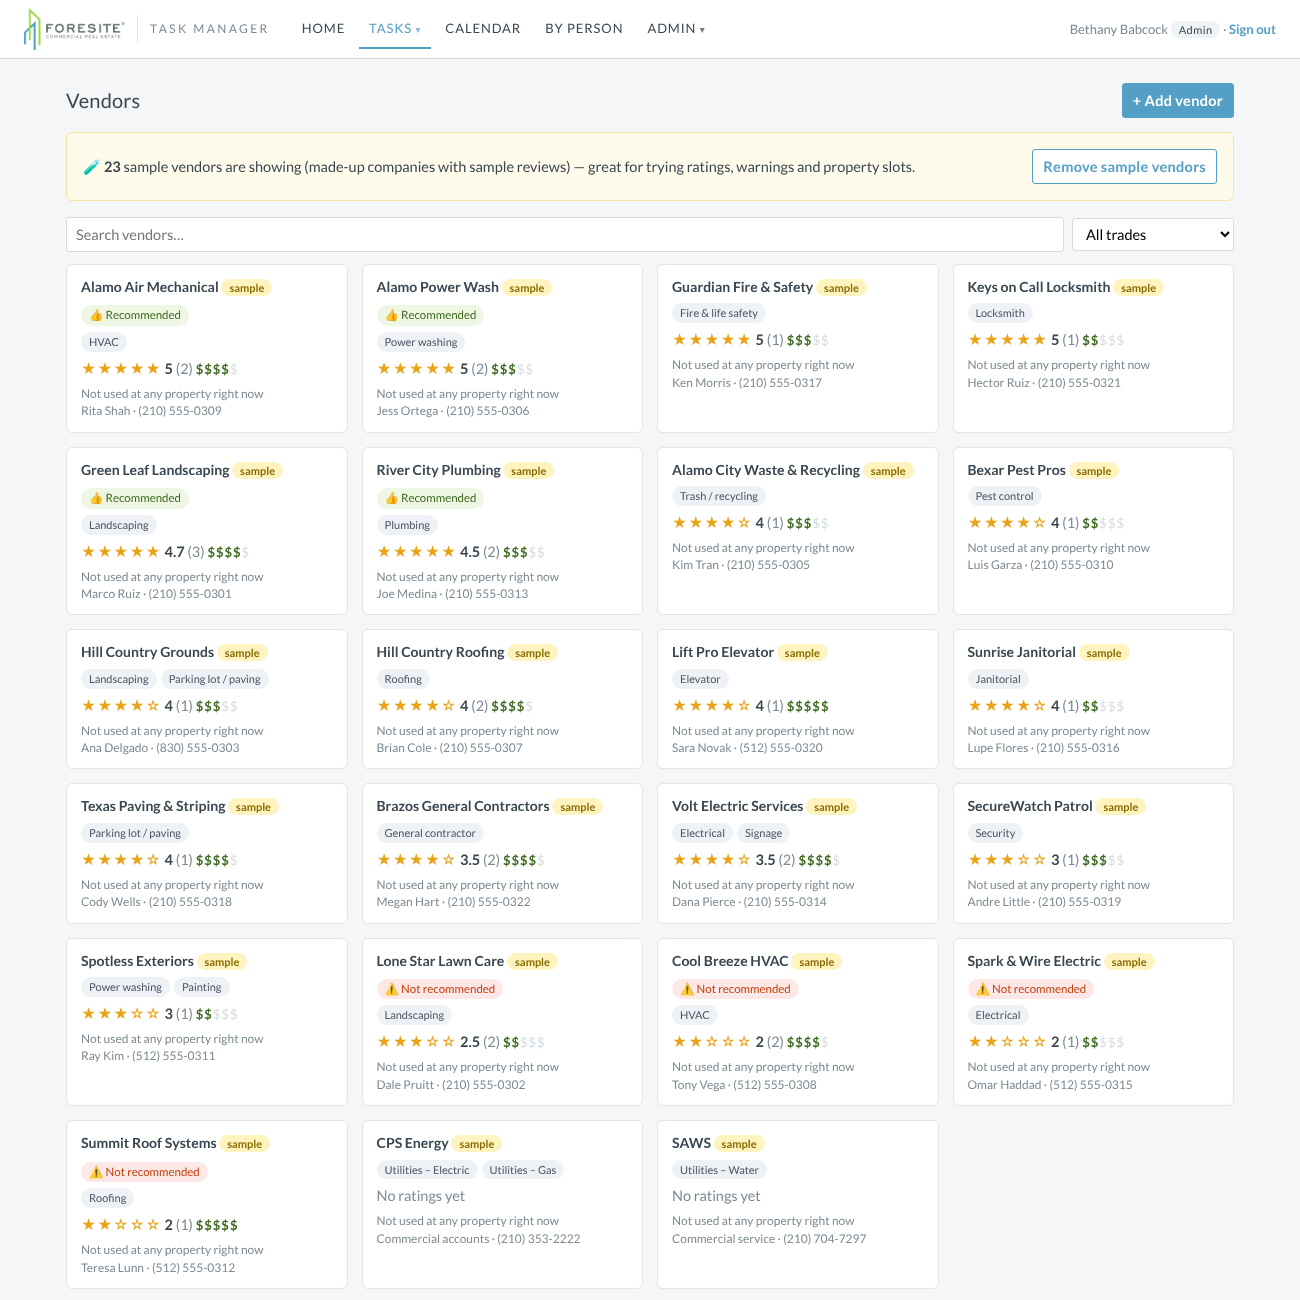 FORESITE
COMMERCIAL REAL ESTATE
TASK MANAGER
HOME
TASKS ▾
CALENDAR
BY PERSON
ADMIN ▾
Bethany Babcock Admin · Sign out
Vendors
+ Add vendor
23 sample vendors are showing (made-up companies with sample reviews) — great for trying ratings, warnings and property slots.
Remove sample vendors
Search vendors...
All trades
Alamo Air Mechanical sample
Recommended
HVAC
★★★★★ 5 (2) $$$$$
Not used at any property right now
Rita Shah · (210) 555-0309
Alamo Power Wash sample
Recommended
Power washing
★★★★★ 5 (2) $$$$$
Not used at any property right now
Jess Ortega · (210) 555-0306
Guardian Fire & Safety sample
Fire & life safety
★★★★★ 5 (1) $$$$$
Not used at any property right now
Ken Morris · (210) 555-0317
Keys on Call Locksmith sample
Locksmith
★★★★★ 5 (1) $$$$$
Not used at any property right now
Hector Ruiz · (210) 555-0321
Green Leaf Landscaping sample
Recommended
Landscaping
★★★★★ 4.7 (3) $$$$$
Not used at any property right now
Marco Ruiz · (210) 555-0301
River City Plumbing sample
Recommended
Plumbing
★★★★★ 4.5 (2) $$$$$
Not used at any property right now
Joe Medina · (210) 555-0313
Alamo City Waste & Recycling sample
Trash / recycling
★★★★☆ 4 (1) $$$$$
Not used at any property right now
Kim Tran · (210) 555-0305
Bexar Pest Pros sample
Pest control
★★★★☆ 4 (1) $$$$$
Not used at any property right now
Luis Garza · (210) 555-0310
Hill Country Grounds sample
Landscaping Parking lot / paving
★★★★☆ 4 (1) $$$$$
Not used at any property right now
Ana Delgado · (830) 555-0303
Hill Country Roofing sample
Roofing
★★★★☆ 4 (2) $$$$$
Not used at any property right now
Brian Cole · (210) 555-0307
Lift Pro Elevator sample
Elevator
★★★★☆ 4 (1) $$$$$
Not used at any property right now
Sara Novak · (512) 555-0320
Sunrise Janitorial sample
Janitorial
★★★★☆ 4 (1) $$$$$
Not used at any property right now
Lupe Flores · (210) 555-0316
Texas Paving & Striping sample
Parking lot / paving
★★★★☆ 4 (1) $$$$$
Not used at any property right now
Cody Wells · (210) 555-0318
Brazos General Contractors sample
General contractor
★★★★☆ 3.5 (2) $$$$$
Not used at any property right now
Megan Hart · (210) 555-0322
Volt Electric Services sample
Electrical Signage
★★★★☆ 3.5 (2) $$$$$
Not used at any property right now
Dana Pierce · (210) 555-0314
SecureWatch Patrol sample
Security
★★★☆☆ 3 (1) $$$$$
Not used at any property right now
Andre Little · (210) 555-0319
Spotless Exteriors sample
Power washing Painting
★★★☆☆ 3 (1) $$$$$
Not used at any property right now
Ray Kim · (512) 555-0311
Lone Star Lawn Care sample
Not recommended
Landscaping
★★★☆☆ 2.5 (2) $$$$$
Not used at any property right now
Dale Pruitt · (210) 555-0302
Cool Breeze HVAC sample
Not recommended
HVAC
★★☆☆☆ 2 (2) $$$$$
Not used at any property right now
Tony Vega · (512) 555-0308
Spark & Wire Electric sample
Not recommended
Electrical
★★☆☆☆ 2 (1) $$$$$
Not used at any property right now
Omar Haddad · (512) 555-0315
Summit Roof Systems sample
Not recommended
Roofing
★★☆☆☆ 2 (1) $$$$$
Not used at any property right now
Teresa Lunn · (512) 555-0312
CPS Energy sample
Utilities – Electric Utilities – Gas
No ratings yet
Not used at any property right now
Commercial accounts · (210) 353-2222
SAWS sample
Utilities – Water
No ratings yet
Not used at any property right now
Commercial service · (210) 704-7297